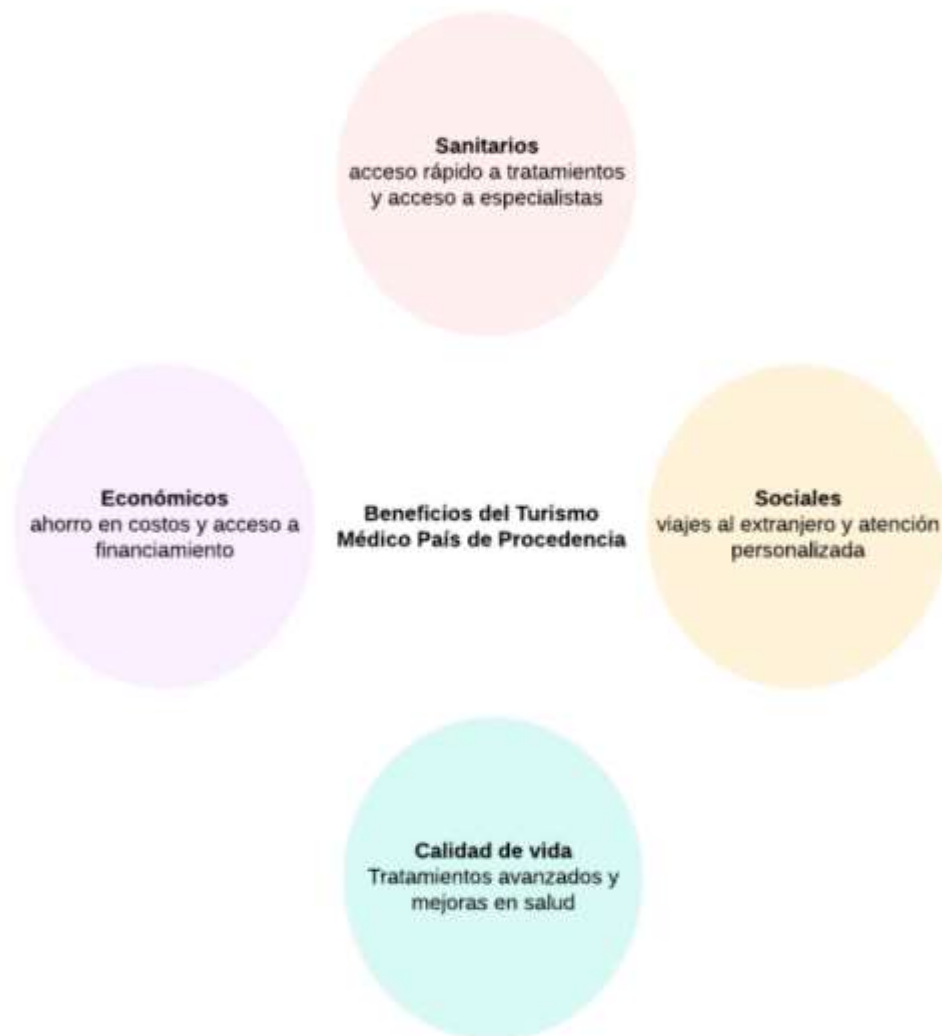 Sanitarios
acceso rápido a tratamientos
y acceso a especialistas
Económicos
ahorro en costos y acceso a
financiamiento
Beneficios del Turismo
Médico País de Procedencia
Sociales
viajes al extranjero y atención
personalizada
Calidad de vida
Tratamientos avanzados y
mejoras en salud